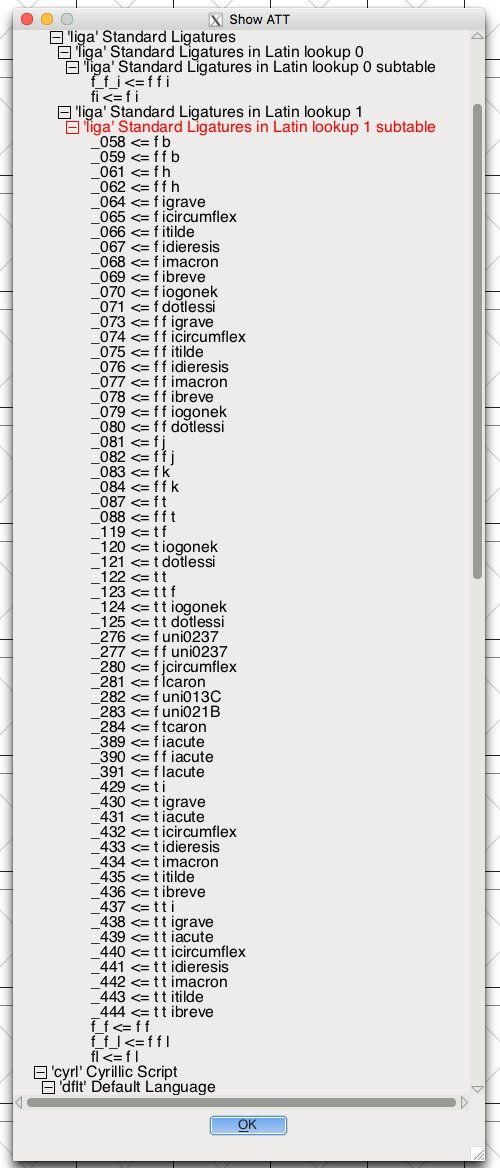 Show ATT
'liga' Standard Ligatures
'liga' Standard Ligatures in Latin lookup 0
'liga' Standard Ligatures in Latin lookup 0 subtable
f_f_i <= f f i
fi <= f i
'liga' Standard Ligatures in Latin lookup 1
'liga' Standard Ligatures in Latin lookup 1 subtable
_058 <= f b
_059 <= f f b
_061 <= f h
_062 <= f f h
_064 <= f igrave
_065 <= f icircumflex
_066 <= f itilde
_067 <= f idieresis
_068 <= f imacron
_069 <= f ibreve
_070 <= f iogonek
_071 <= f dotlessi
_073 <= f f igrave
_074 <= f f icircumflex
_075 <= f f itilde
_076 <= f f idieresis
_077 <= f f imacron
_078 <= f f ibreve
_079 <= f f iogonek
_080 <= f f dotlessi
_081 <= f j
_082 <= f f j
_083 <= f k
_084 <= f f k
_087 <= f t
_088 <= f f t
_119 <= t f
_120 <= t iogonek
_121 <= t dotlessi
_122 <= t t
_123 <= t t f
_124 <= t t iogonek
_125 <= t t dotlessi
_276 <= f uni0237
_277 <= f f uni0237
_280 <= f jcircumflex
_281 <= f lcaron
_282 <= f uni013C
_283 <= f uni021B
_284 <= f tcaron
_389 <= f iacute
_390 <= f f iacute
_391 <= f lacute
_429 <= t i
_430 <= t igrave
_431 <= t iacute
_432 <= t icircumflex
_433 <= t idieresis
_434 <= t imacron
_435 <= t itilde
_436 <= t ibreve
_437 <= t t i
_438 <= t t igrave
_439 <= t t iacute
_440 <= t t icircumflex
_441 <= t t idieresis
_442 <= t t imacron
_443 <= t t itilde
_444 <= t t ibreve
f_f <= f f
f_f_l <= f f l
fl <= f l
'cyrl' Cyrillic Script
'dflt' Default Language
OK